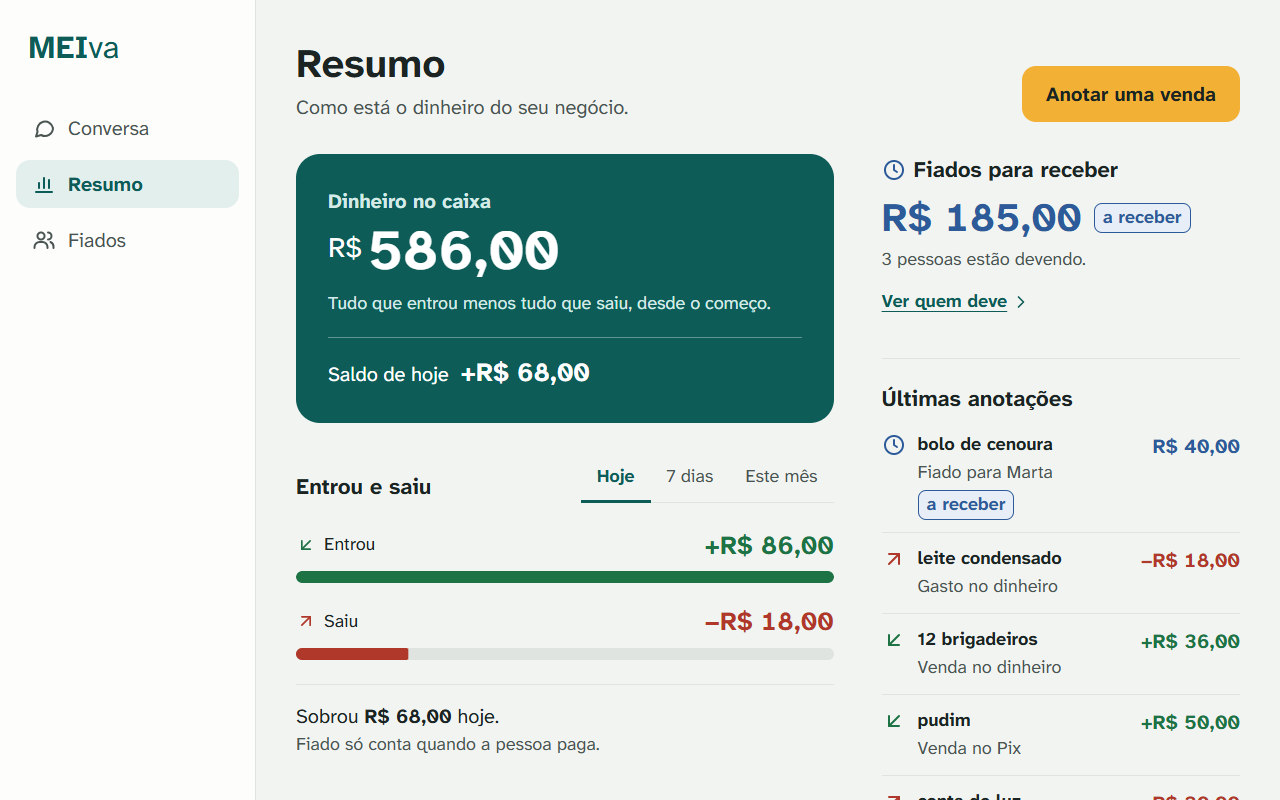 MEIva
Conversa
Resumo
Fiados
Resumo
Como está o dinheiro do seu negócio.
Anotar uma venda
Dinheiro no caixa
R$ 586,00
Tudo que entrou menos tudo que saiu, desde o começo.
Saldo de hoje +R$ 68,00
Entrou e saiu
Hoje
7 dias
Este mês
Entrou
+R$ 86,00
Saiu
−R$ 18,00
Sobrou R$ 68,00 hoje.
Fiado só conta quando a pessoa paga.
Fiados para receber
R$ 185,00 a receber
3 pessoas estão devendo.
Ver quem deve
Últimas anotações
bolo de cenoura
R$ 40,00
Fiado para Marta
a receber
leite condensado
−R$ 18,00
Gasto no dinheiro
12 brigadeiros
+R$ 36,00
Venda no dinheiro
pudim
+R$ 50,00
Venda no Pix